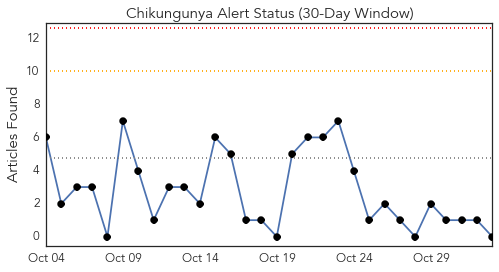 Chikungunya Alert Status (30-Day Window)
Articles Found
12
10
8
6
4
2
0
Oct 04 Oct 09 Oct 14 Oct 19 Oct 24 Oct 29